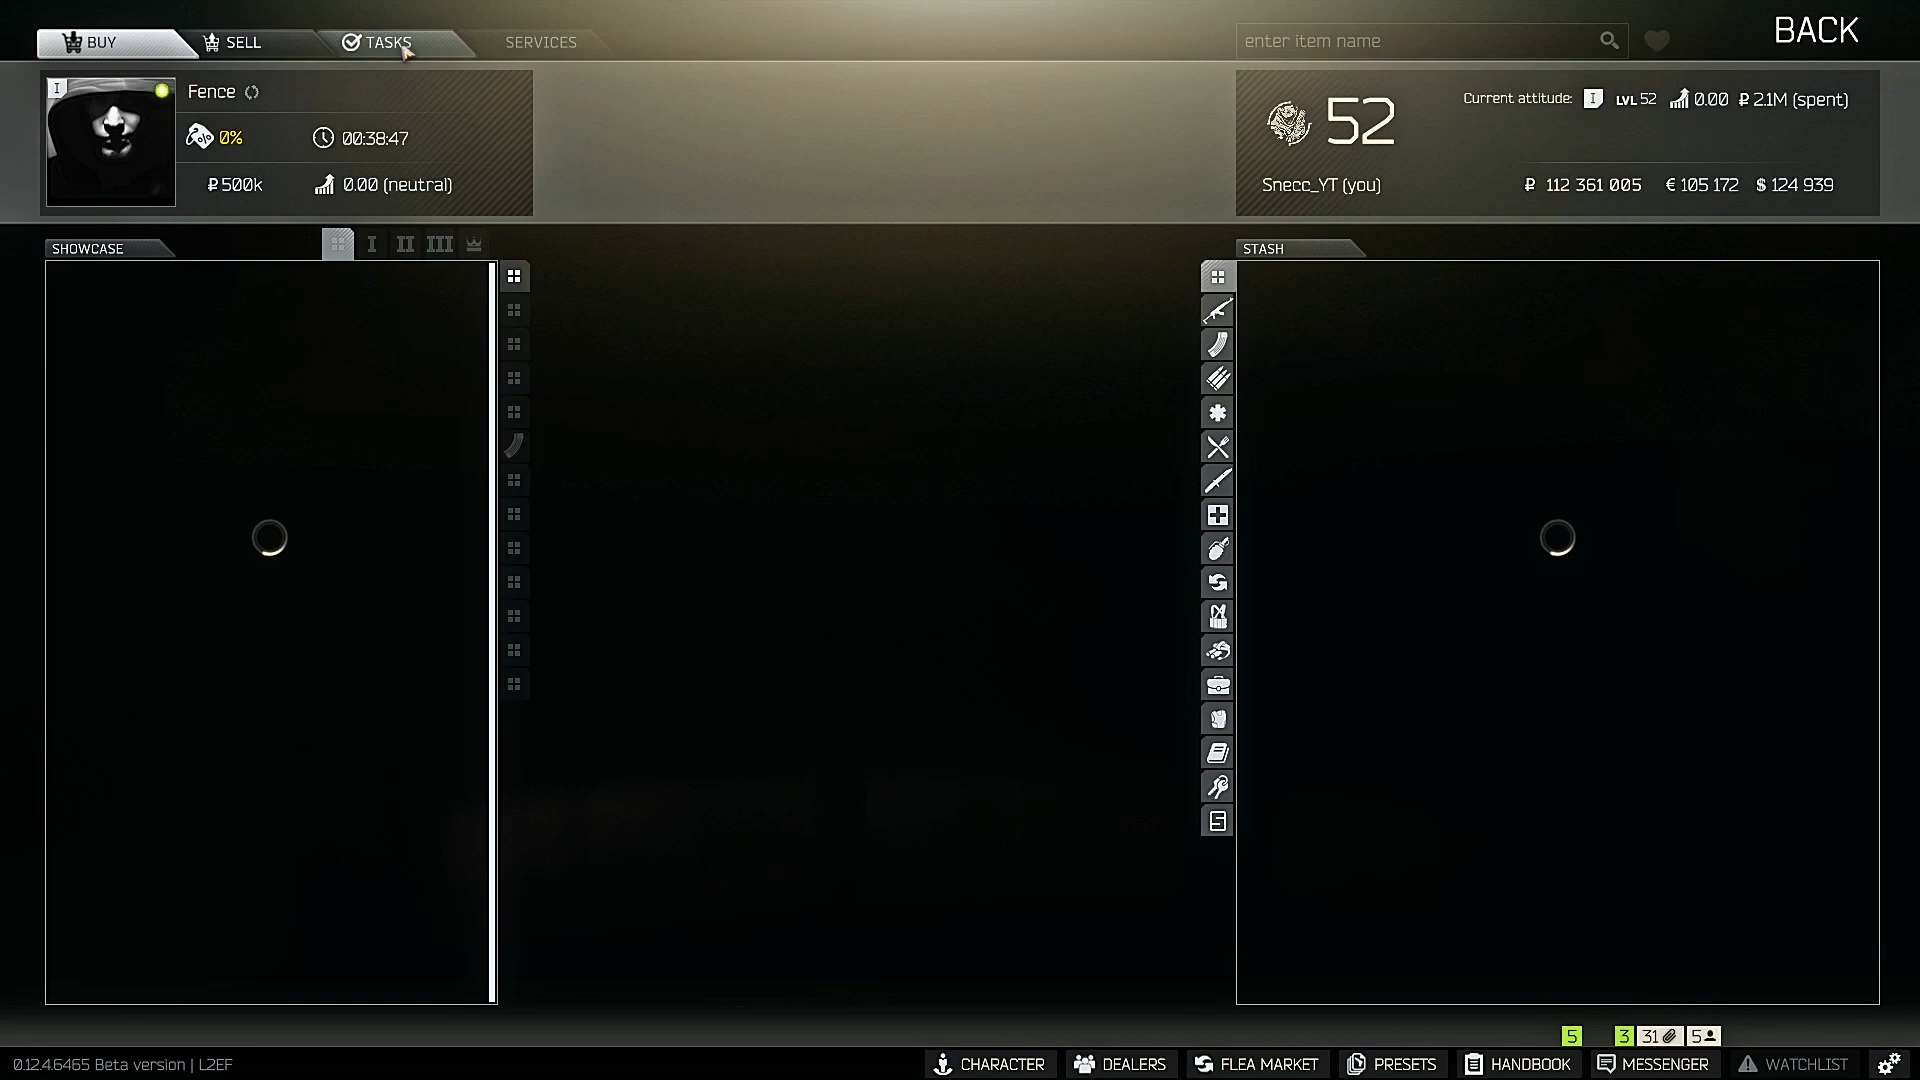 BUY SELL TASKS SERVICES enter item name BACK
I Fence
0% 00:38:47
₽ 500k 0.00 (neutral)
52 Current attitude: I LVL 52 0.00 ₽ 2.1M (spent)
Snecc_YT (you) ₽ 112 361 005 € 105 172 $ 124 939
SHOWCASE I II III STASH
5 3 31 5
0.12.4.6465 Beta version | L2EF CHARACTER DEALERS FLEA MARKET PRESETS HANDBOOK MESSENGER WATCHLIST